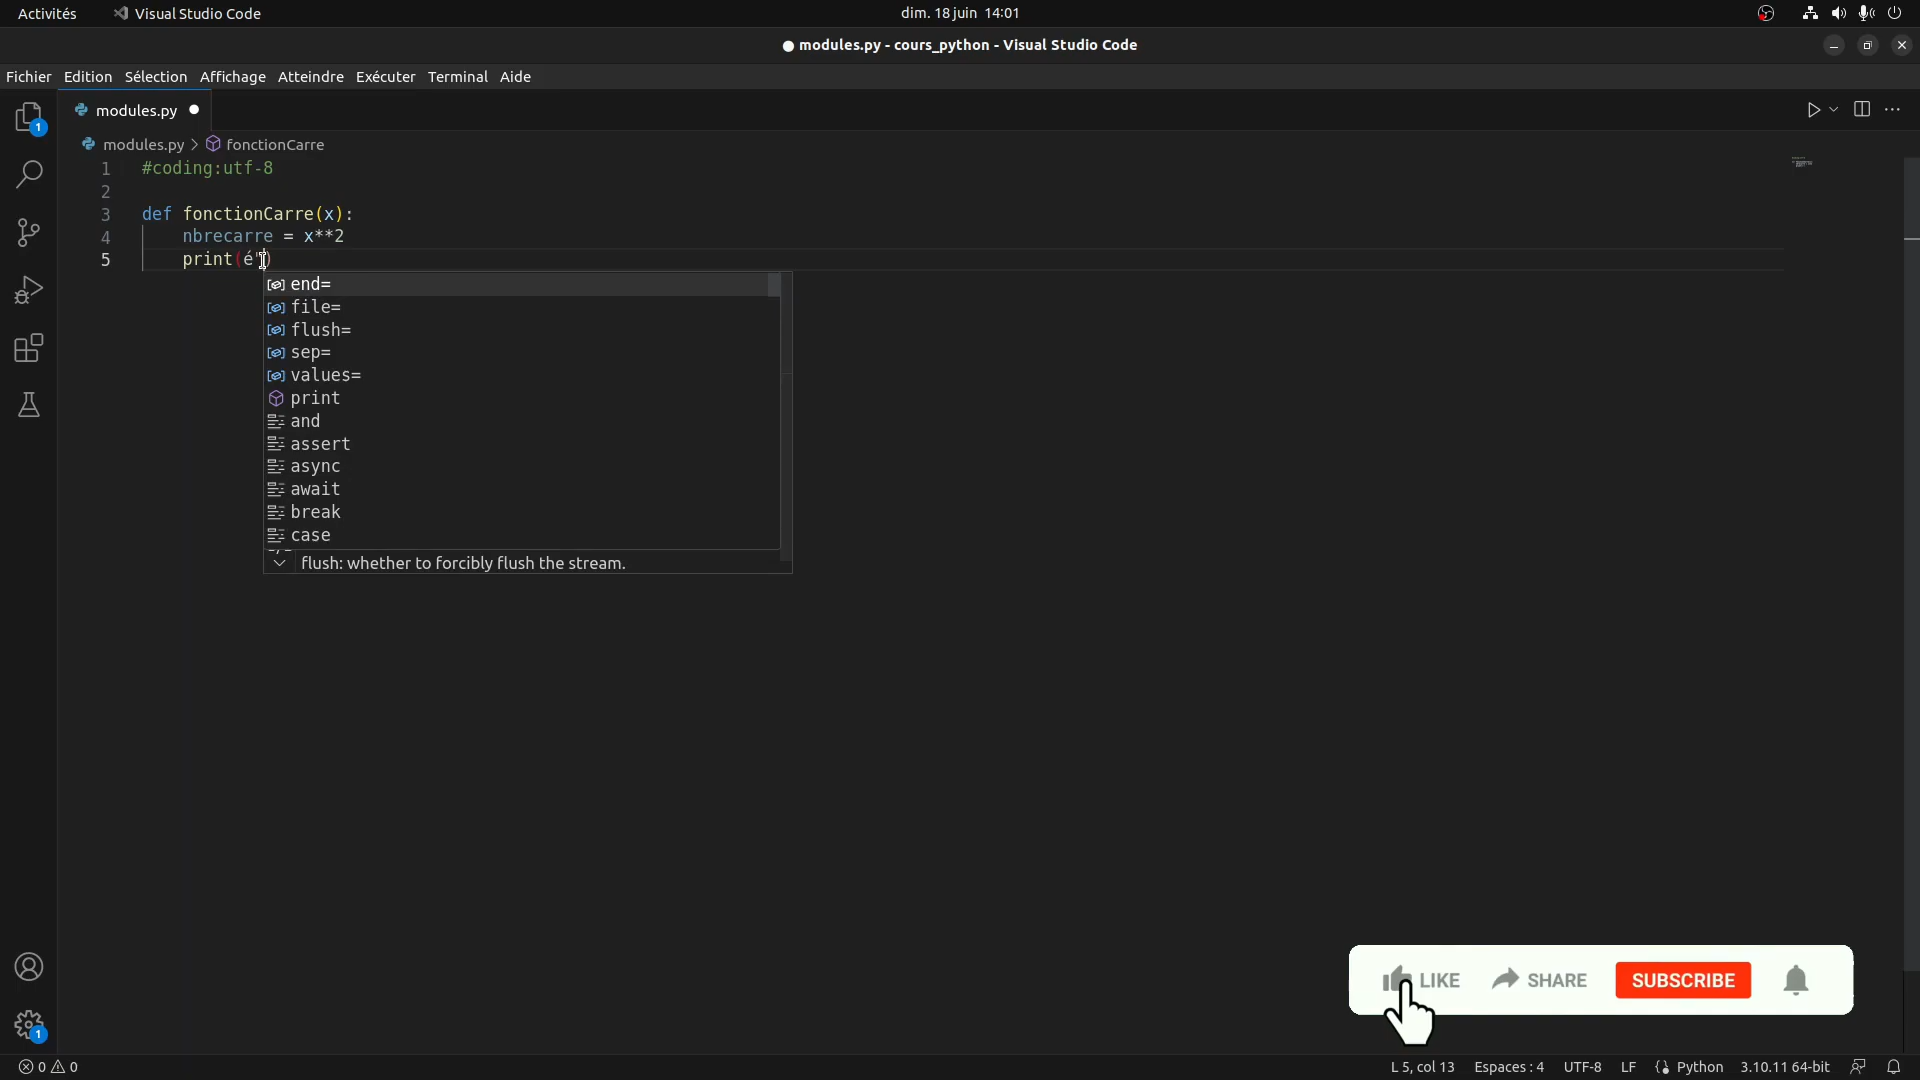 Activités Visual Studio Code dim. 18 juin 14:01
modules.py - cours_python - Visual Studio Code
Fichier Edition Sélection Affichage Atteindre Exécuter Terminal Aide
modules.py
modules.py > fonctionCarre
1 #coding:utf-8
2
3 def fonctionCarre(x):
4 nbrecarre = x**2
5 print(é")
end=
file=
flush=
sep=
values=
print
and
assert
async
await
break
case
flush: whether to forcibly flush the stream.
1
LIKE SHARE SUBSCRIBE
1
0 0 L 5, col 13 Espaces : 4 UTF-8 LF Python 3.10.11 64-bit